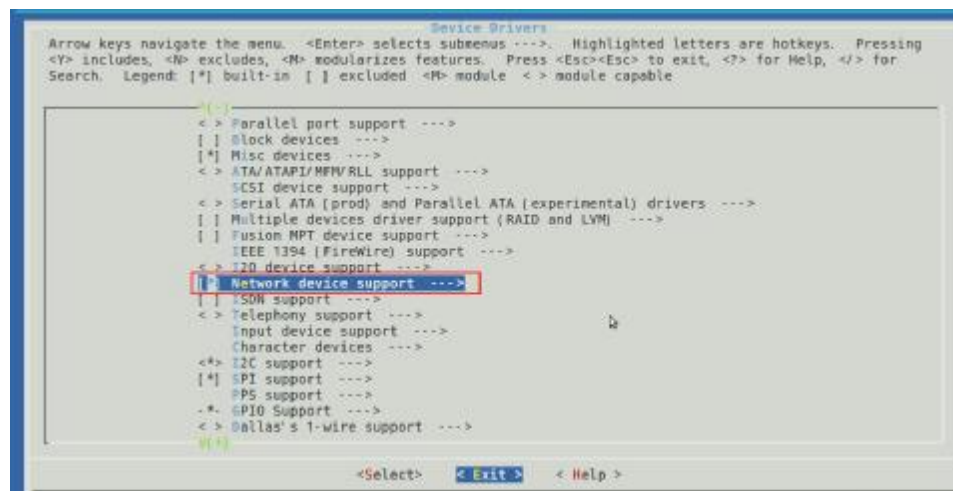 Device Drivers
Arrow keys navigate the menu. <Enter> selects submenus --->. Highlighted letters are hotkeys. Pressing
<Y> includes, <N> excludes, <M> modularizes features. Press <Esc><Esc> to exit, <?> for Help, </> for
Search. Legend: [*] built-in [ ] excluded <M> module < > module capable
^(-)
< > Parallel port support --->
[ ] Block devices --->
[*] Misc devices --->
< > ATA/ATAPI/MFM/RLL support --->
SCSI device support --->
< > Serial ATA (prod) and Parallel ATA (experimental) drivers --->
[ ] Multiple devices driver support (RAID and LVM) --->
[ ] Fusion MPT device support --->
IEEE 1394 (FireWire) support --->
< > I2O device support --->
[*] Network device support --->
[ ] ISDN support --->
< > Telephony support --->
Input device support --->
Character devices --->
<*> I2C support --->
[*] SPI support --->
PPS support --->
-*- GPIO Support --->
< > Dallas's 1-wire support --->
v(+)
<Select> < Exit > < Help >